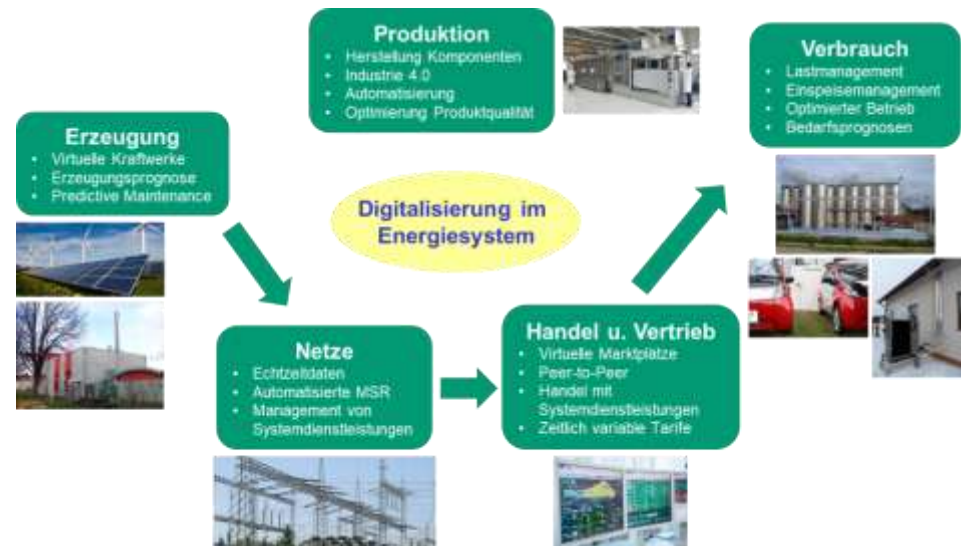 Produktion
• Herstellung Komponenten
• Industrie 4.0
• Automatisierung
• Optimierung Produktqualität
Verbrauch
• Lastmanagement
• Einspeisemanagement
• Optimierter Betrieb
• Bedarfsprognosen
Erzeugung
• Virtuelle Kraftwerke
• Erzeugungsprognose
• Predictive Maintenance
Digitalisierung im
Energiesystem
Netze
• Echtzeitdaten
• Automatisierte MSR
• Management von
Systemdienstleistungen
Handel u. Vertrieb
• Virtuelle Marktplätze
• Peer-to-Peer
• Handel mit
Systemdienstleistungen
• Zeitlich variable Tarife